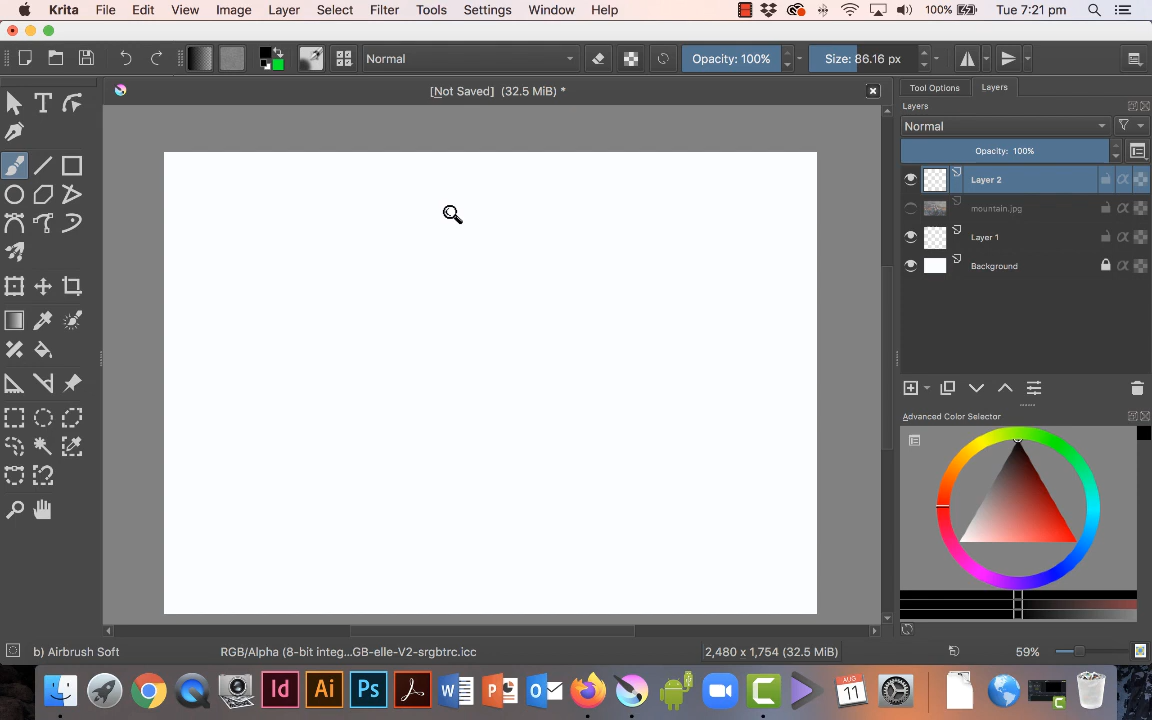 Krita File Edit View Image Layer Select Filter Tools Settings Window Help 100% Tue 7:21 pm
Normal Opacity: 100% Size: 86.16 px
[Not Saved] (32.5 MiB) *
Tool Options Layers
Layers
Normal
Opacity: 100%
Layer 2
mountain.jpg
Layer 1
Background
Advanced Color Selector
b) Airbrush Soft RGB/Alpha (8-bit integ...GB-elle-V2-srgbtrc.icc 2,480 x 1,754 (32.5 MiB) 59%
Id Ai Ps W P O AUG
11